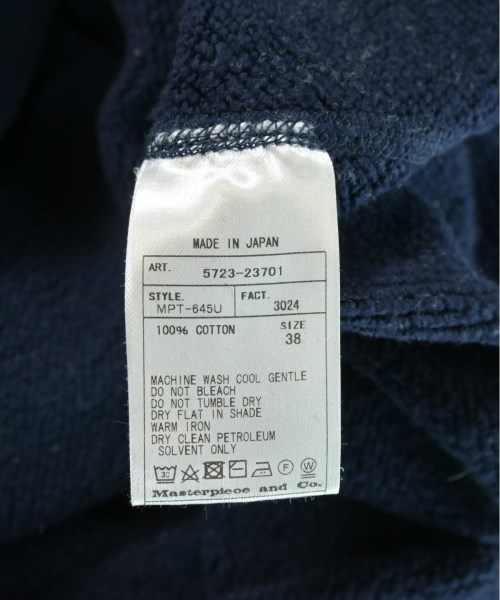 MADE IN JAPAN
ART. 5723-23701
STYLE. FACT.
MPT-645U 3024
100% COTTON SIZE
38
MACHINE WASH COOL GENTLE
DO NOT BLEACH
DO NOT TUMBLE DRY
DRY FLAT IN SHADE
WARM IRON
DRY CLEAN PETROLEUM
SOLVENT ONLY
30 F W
Masterpiece and Co.